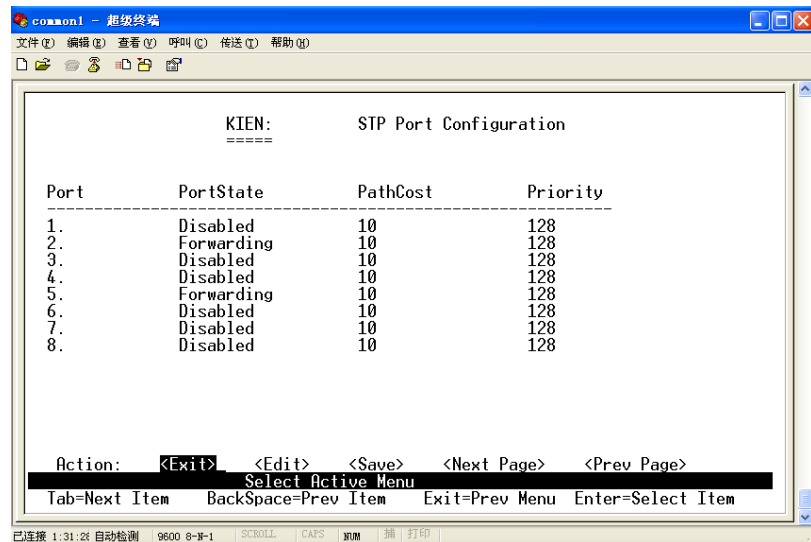 common1 - 超级终端
文件(F) 编辑(E) 查看(V) 呼叫(C) 传送(T) 帮助(H)
KIEN: STP Port Configuration
=====
Port PortState PathCost Priority
1. Disabled 10 128
2. Forwarding 10 128
3. Disabled 10 128
4. Disabled 10 128
5. Forwarding 10 128
6. Disabled 10 128
7. Disabled 10 128
8. Disabled 10 128
Action: <Exit> <Edit> <Save> <Next Page> <Prev Page>
Select Active Menu
Tab=Next Item BackSpace=Prev Item Exit=Prev Menu Enter=Select Item
已连接 1:31:28 自动检测 9600 8-N-1 SCROLL CAPS NUM 捕 打印